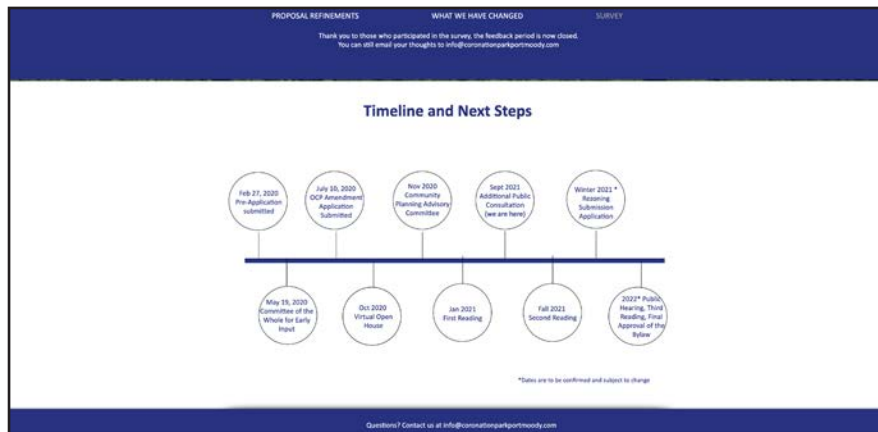 PROPOSAL REFINEMENTS WHAT WE HAVE CHANGED SURVEY
Thank you to those who participated in the survey, the feedback period is now closed.
You can still email your thoughts to info@coronationparkportmoody.com
Timeline and Next Steps
Feb 27, 2020
Pre-Application
submitted
July 10, 2020
OCP Amendment
Application
Submitted
Nov 2020
Community
Planning Advisory
Committee
Sept 2021
Additional Public
Consultation
(we are here)
Winter 2021 *
Rezoning
Submission
Application
May 19, 2020
Committee of the
Whole for Early
Input
Oct 2020
Virtual Open
House
Jan 2021
First Reading
Fall 2021
Second Reading
2022* Public
Hearing, Third
Reading, Final
Approval of the
Bylaw
*Dates are to be confirmed and subject to change
Questions? Contact us at info@coronationparkportmoody.com